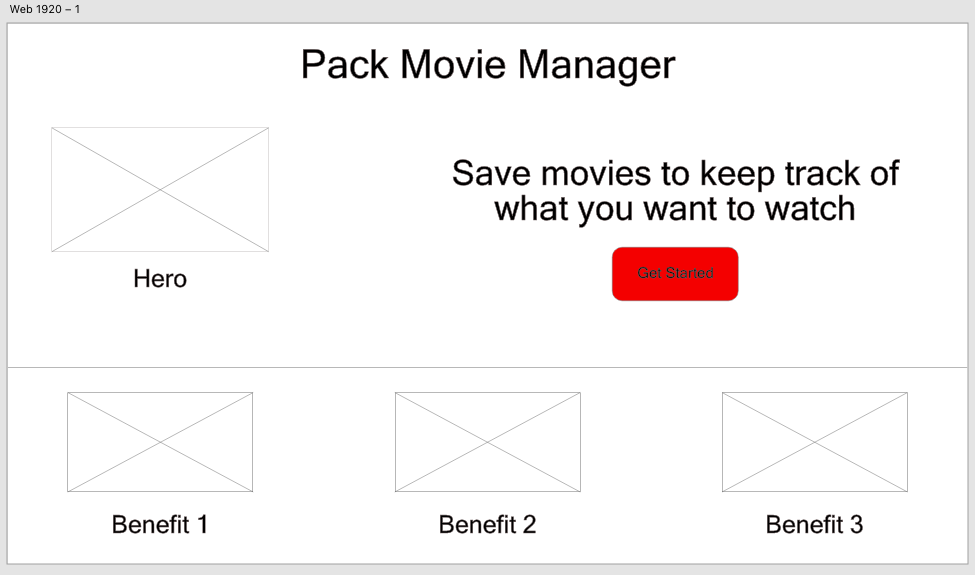 Web 1920 – 1
Pack Movie Manager
Save movies to keep track of
what you want to watch
Get Started
Hero
Benefit 1
Benefit 2
Benefit 3